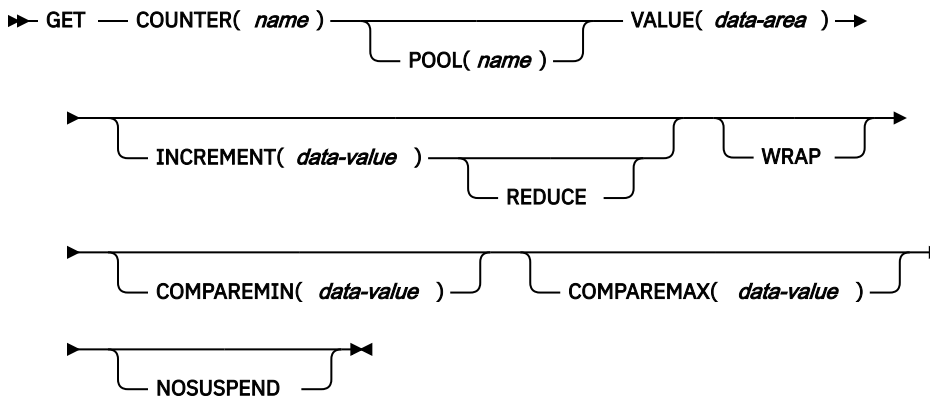 GET COUNTER( name ) VALUE( data-area )
POOL( name )
INCREMENT( data-value ) WRAP
REDUCE
COMPAREMIN( data-value ) COMPAREMAX( data-value )
NOSUSPEND